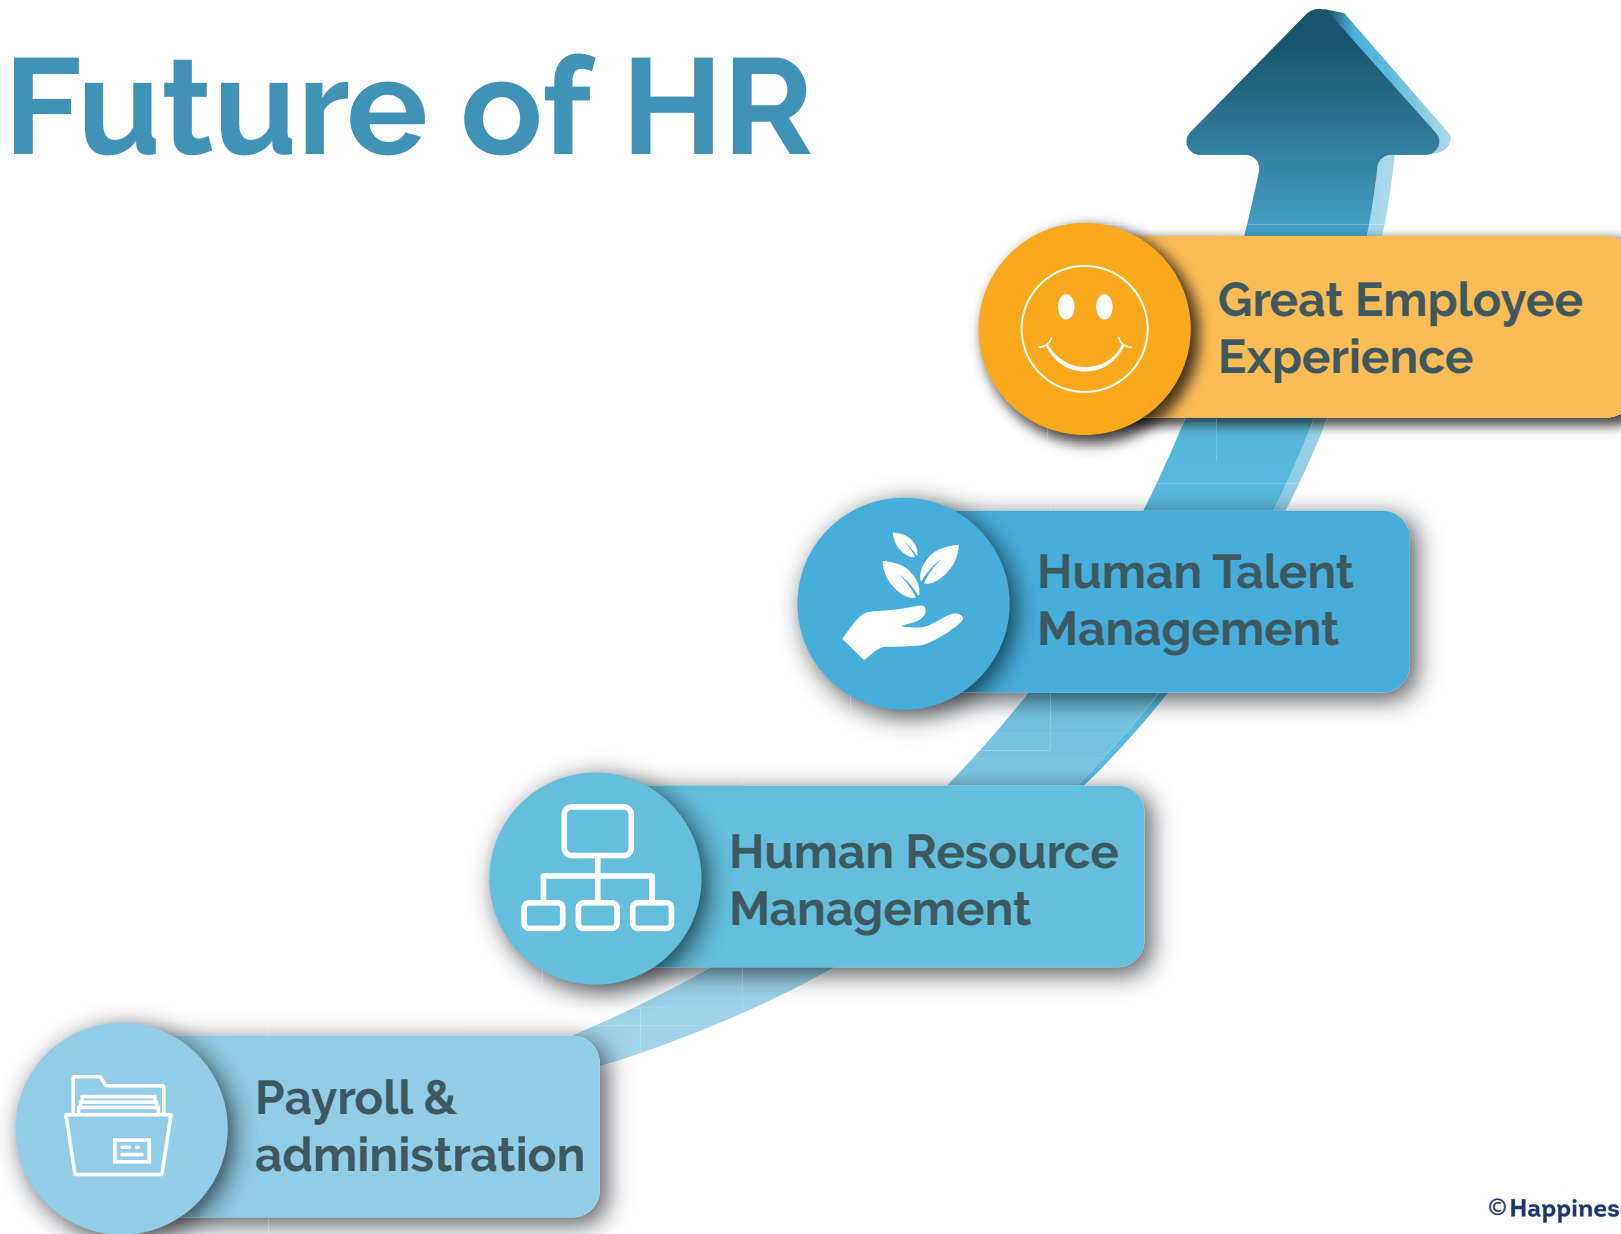 Future of HR
Great Employee
Experience
Human Talent
Management
Human Resource
Management
Payroll &
administration
©Happines